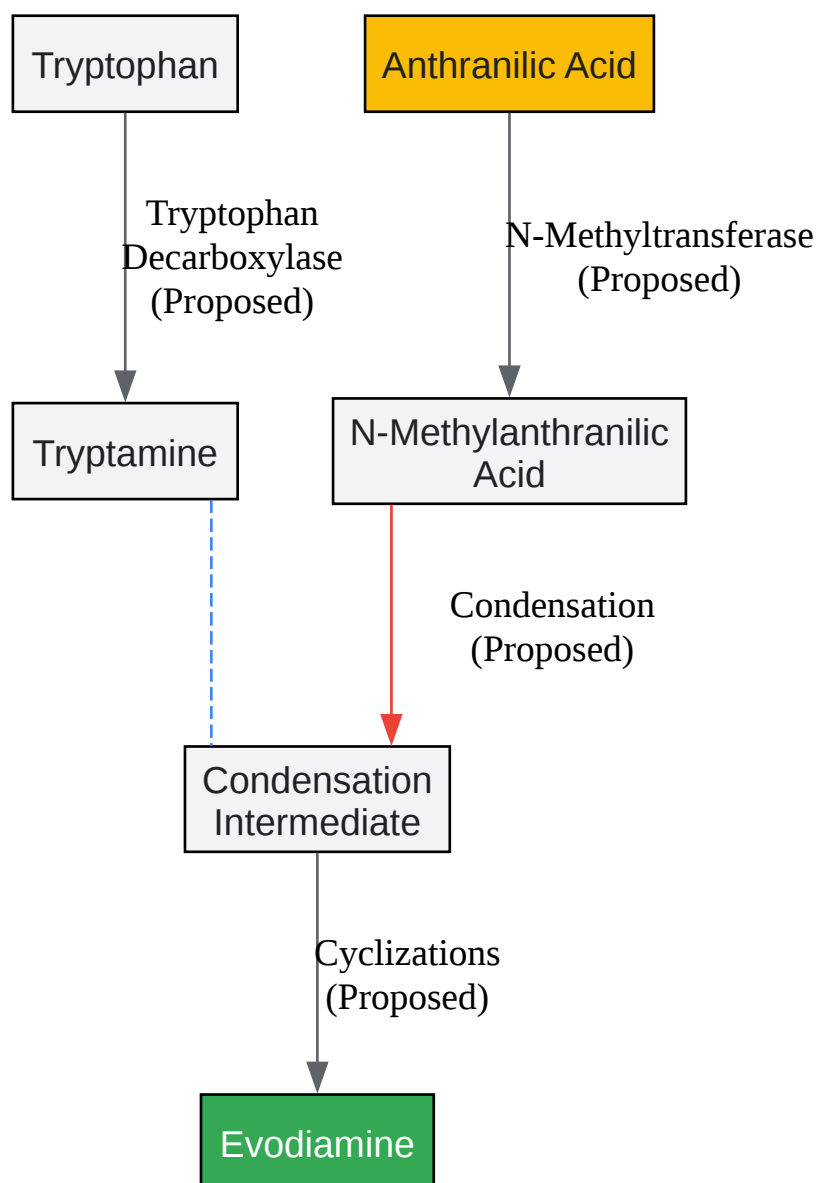 Tryptophan
Anthranilic Acid
Tryptophan
Decarboxylase
(Proposed)
N-Methyltransferase
(Proposed)
Tryptamine
N-Methylanthranilic
Acid
Condensation
(Proposed)
Condensation
Intermediate
Cyclizations
(Proposed)
Evodiamine